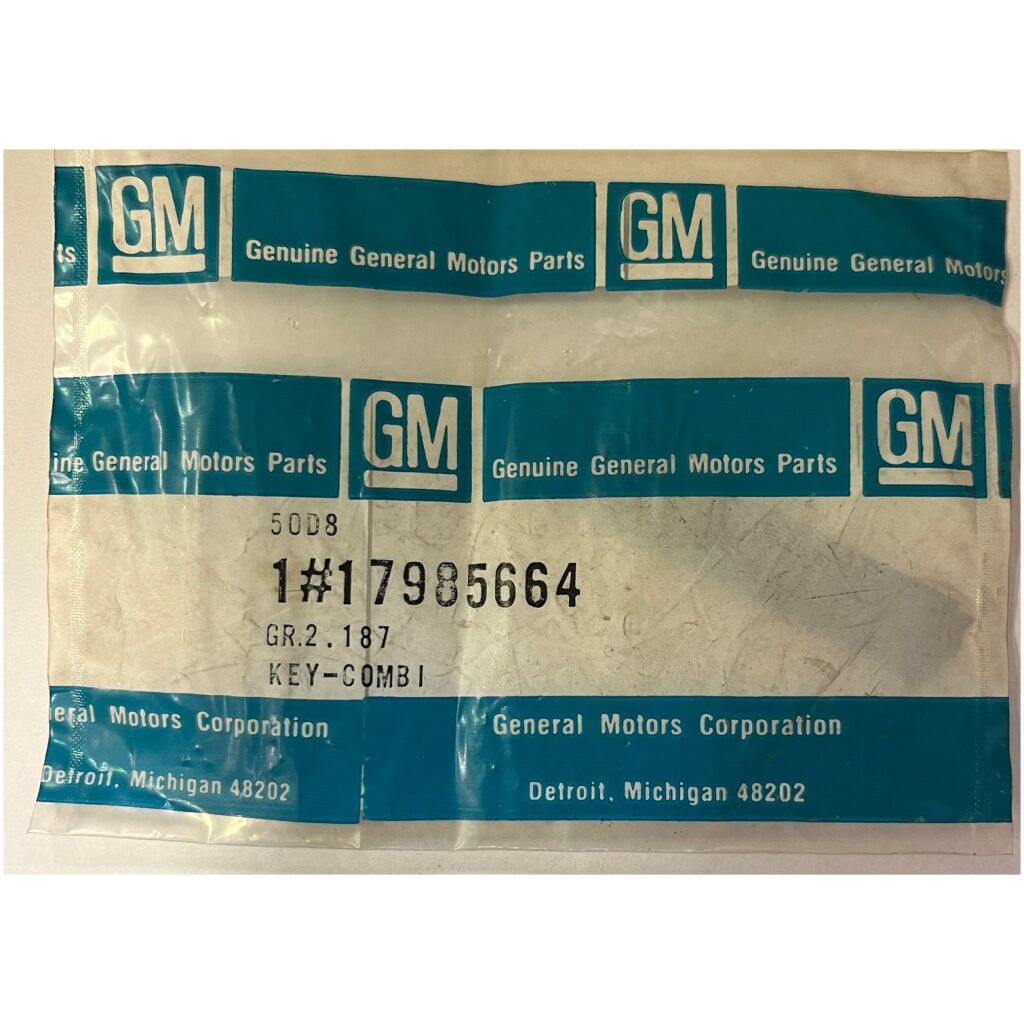 ts GM Genuine General Motors Parts GM Genuine General Motors
ine General Motors Parts GM Genuine General Motors Parts GM
50D8
1#17985664
GR.2.187
KEY-COMBI
eral Motors Corporation General Motors Corporation
Detroit, Michigan 48202 Detroit, Michigan 48202